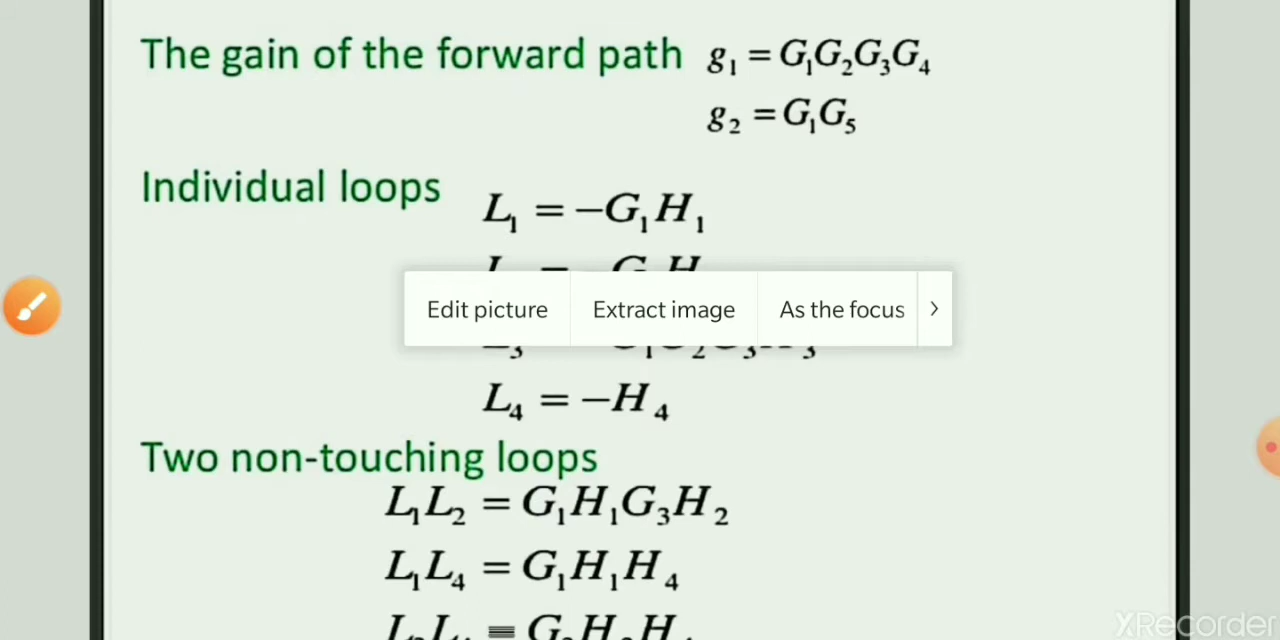 The gain of the forward path g₁ = G₁G₂G₃G₄
g₂ = G₁G₅
Individual loops
L₁ = −G₁H₁
Edit picture Extract image As the focus >
L₄ = −H₄
Two non-touching loops
L₁L₂ = G₁H₁G₃H₂
L₁L₄ = G₁H₁H₄
XRecorder